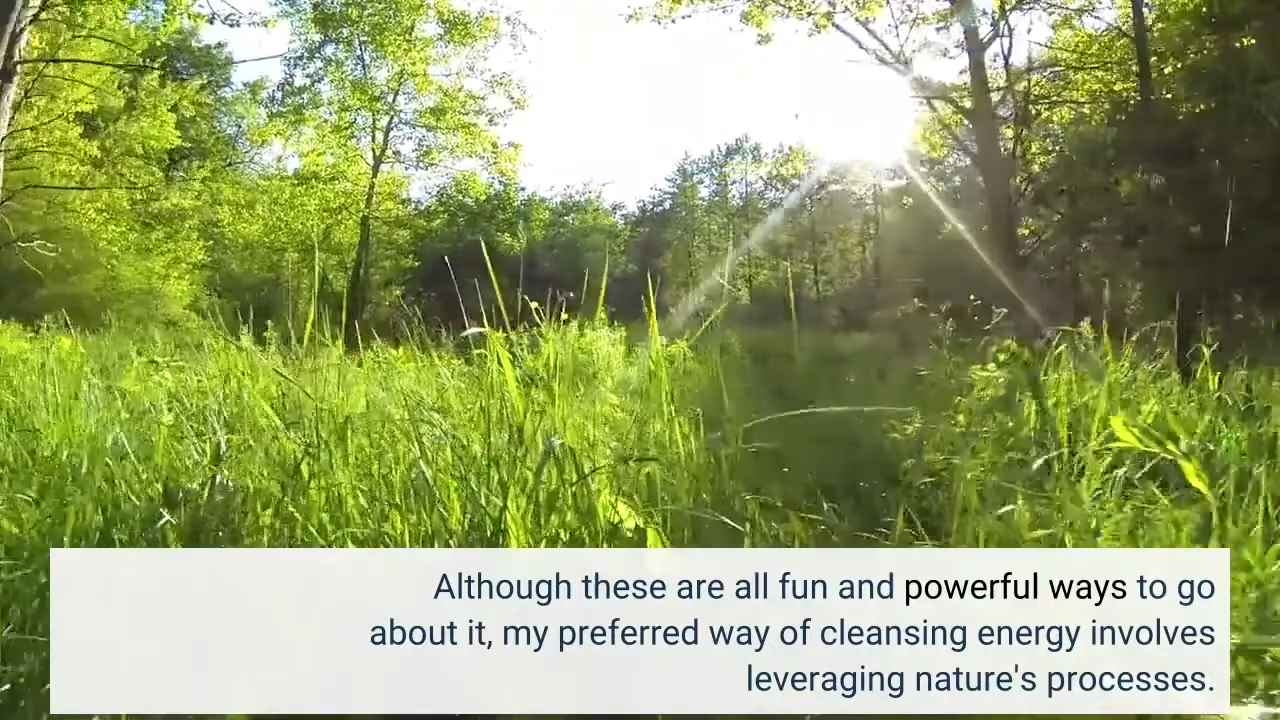 Although these are all fun and powerful ways to go
about it, my preferred way of cleansing energy involves
leveraging nature's processes.